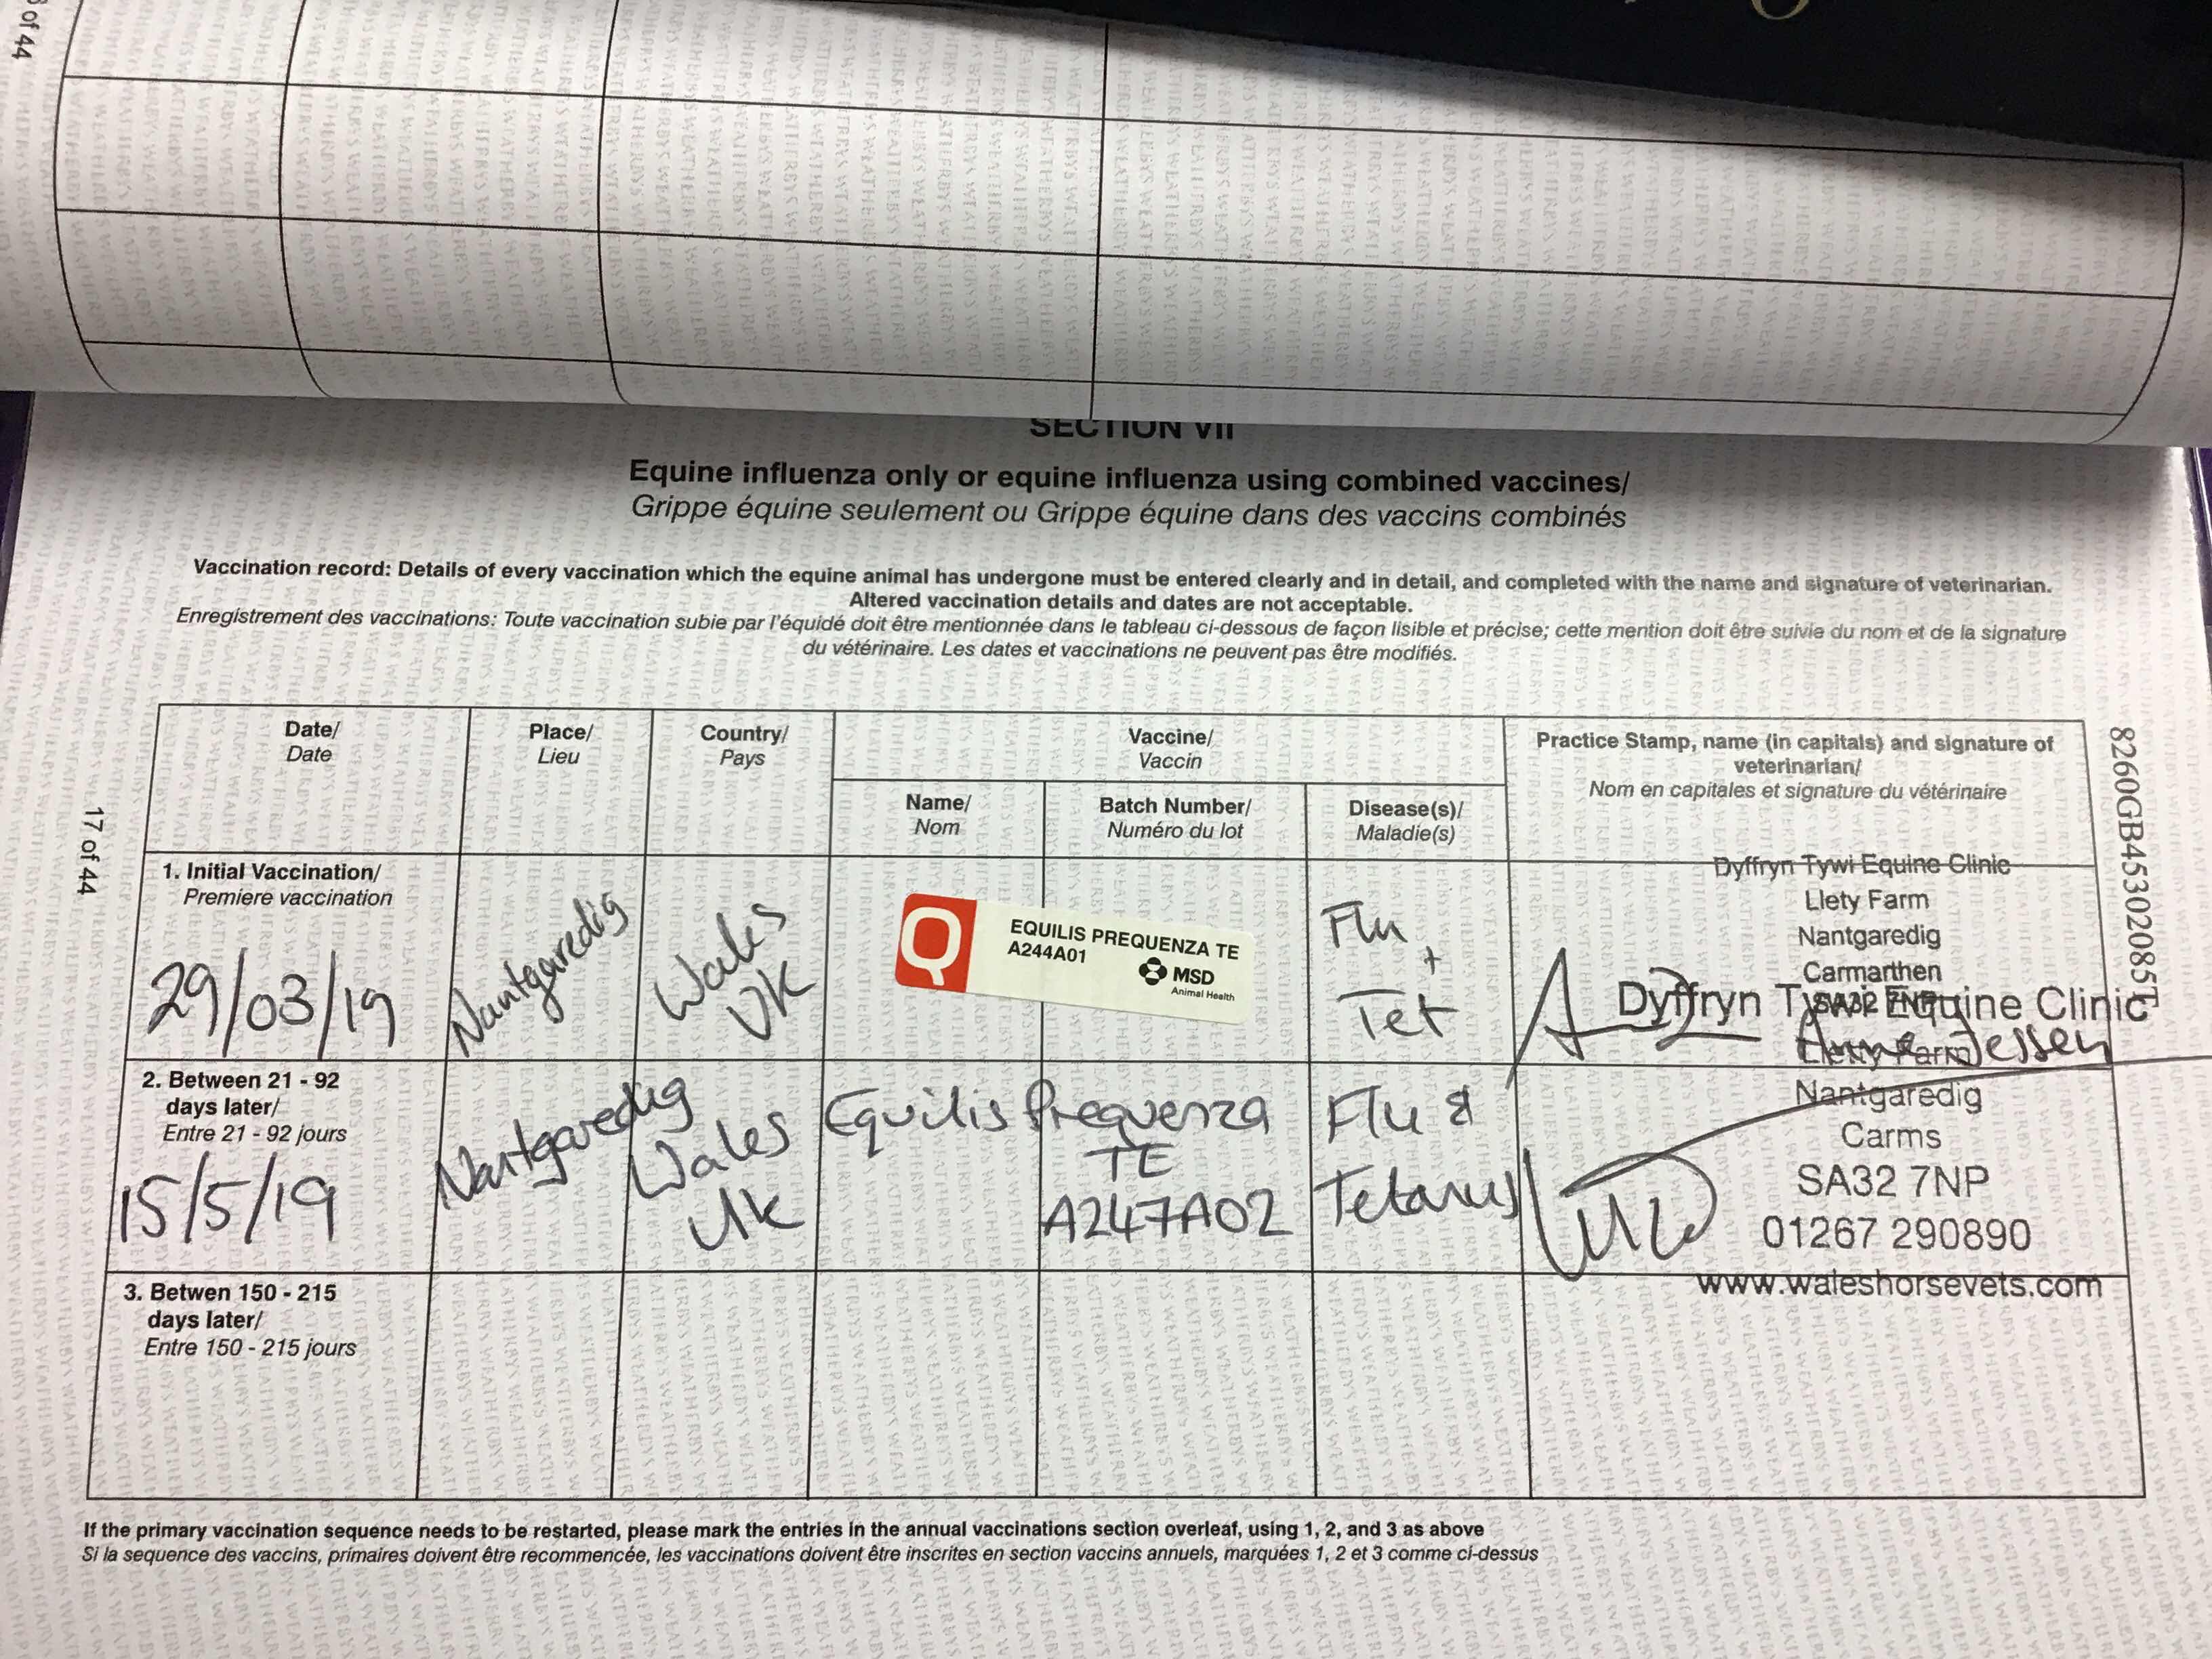 of 44
SECTION VII
Equine influenza only or equine influenza using combined vaccines/
Grippe équine seulement ou Grippe équine dans des vaccins combinés
Vaccination record: Details of every vaccination which the equine animal has undergone must be entered clearly and in detail, and completed with the name and signature of veterinarian.
Altered vaccination details and dates are not acceptable.
Enregistrement des vaccinations: Toute vaccination subie par l'équidé doit être mentionnée dans le tableau ci-dessous de façon lisible et précise; cette mention doit être suivie du nom et de la signature
du vétérinaire. Les dates et vaccinations ne peuvent pas être modifiés.
17 of 44
8260GB45302085T
Date/
Date
Place/
Lieu
Country/
Pays
Vaccine/
Vaccin
Name/
Nom
Batch Number/
Numéro du lot
Disease(s)/
Maladie(s)
Practice Stamp, name (in capitals) and signature of
veterinarian/
Nom en capitales et signature du vétérinaire
1. Initial Vaccination/
Premiere vaccination
29/03/19
Nantgaredig
Wales
UK
Q
EQUILIS PREQUENZA TE
A244A01
MSD
Animal Health
Flu
+
Tet
Dyffryn Tywi Equine Clinic
Llety Farm
Nantgaredig
Carmarthen
SA32 7NP
Jessen
2. Between 21 - 92
days later/
Entre 21 - 92 jours
15/5/19
Nantgaredig
Wales
UK
Equilis Prequenza
TE
A247A02
Flu &
Tetanus
Dyffryn Tywi Equine Clinic
Llety Farm
Nantgaredig
Carms
SA32 7NP
01267 290890
www.waleshorsevets.com
3. Betwen 150 - 215
days later/
Entre 150 - 215 jours
If the primary vaccination sequence needs to be restarted, please mark the entries in the annual vaccinations section overleaf, using 1, 2, and 3 as above
Si la sequence des vaccins, primaires doivent être recommencée, les vaccinations doivent être inscrites en section vaccins annuels, marquées 1, 2 et 3 comme ci-dessus